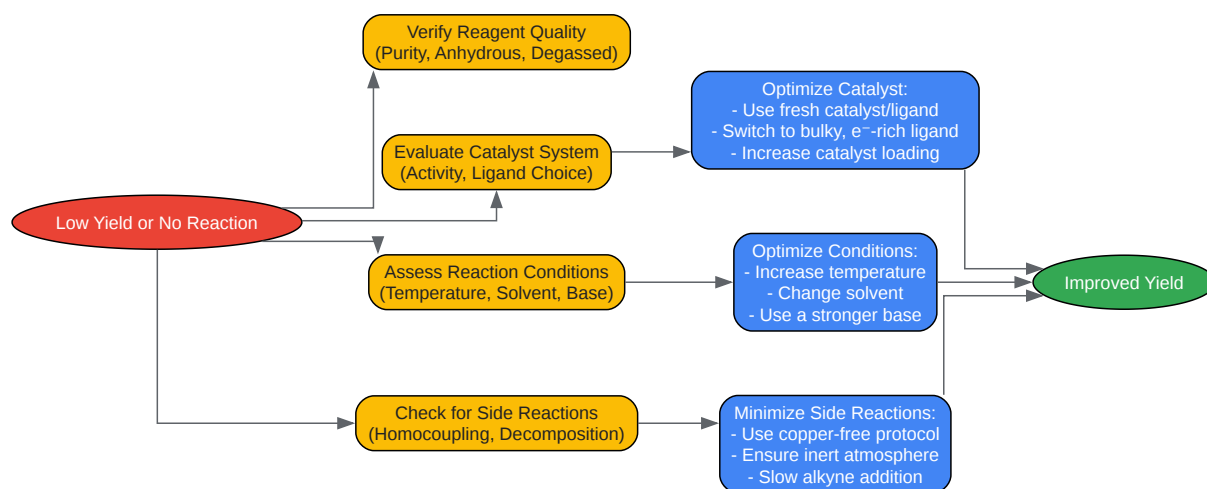 Verify Reagent Quality
(Purity, Anhydrous, Degassed)
Optimize Catalyst:
- Use fresh catalyst/ligand
- Switch to bulky, e⁻-rich ligand
- Increase catalyst loading
Evaluate Catalyst System
(Activity, Ligand Choice)
Low Yield or No Reaction
Assess Reaction Conditions
(Temperature, Solvent, Base)
Optimize Conditions:
- Increase temperature
- Change solvent
- Use a stronger base
Improved Yield
Check for Side Reactions
(Homocoupling, Decomposition)
Minimize Side Reactions:
- Use copper-free protocol
- Ensure inert atmosphere
- Slow alkyne addition